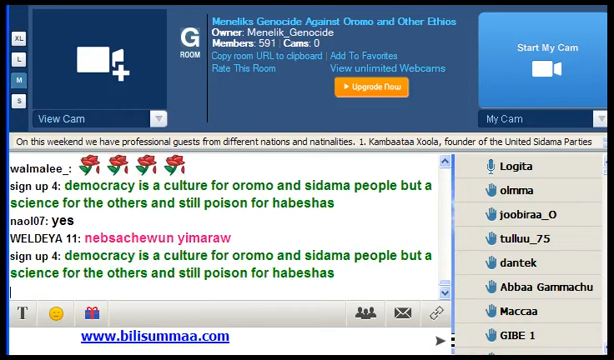 XL
L
M
S
View Cam
G
ROOM
Meneliks Genocide Against Oromo and Other Ethios
Owner: Menelik_Genocide
Members: 591 Cams: 0
Copy room URL to clipboard | Add To Favorites
Rate This Room View unlimited Webcams
Upgrade Now
Start My Cam
My Cam
On this weekend we have professional guests from different nations and natinalities. 1. Kambaataa Xoola, founder of the United Sidama Parties
walmalee_:
sign up 4: democracy is a culture for oromo and sidama people but a
science for the others and still poison for habeshas
naol07: yes
WELDEYA 11: nebsachewun yimaraw
sign up 4: democracy is a culture for oromo and sidama people but a
science for the others and still poison for habeshas
T
www.bilisummaa.com
Logita
olmma
joobiraa_O
tulluu_75
dantek
Abbaa Gammachu
Maccaa
GIBE 1